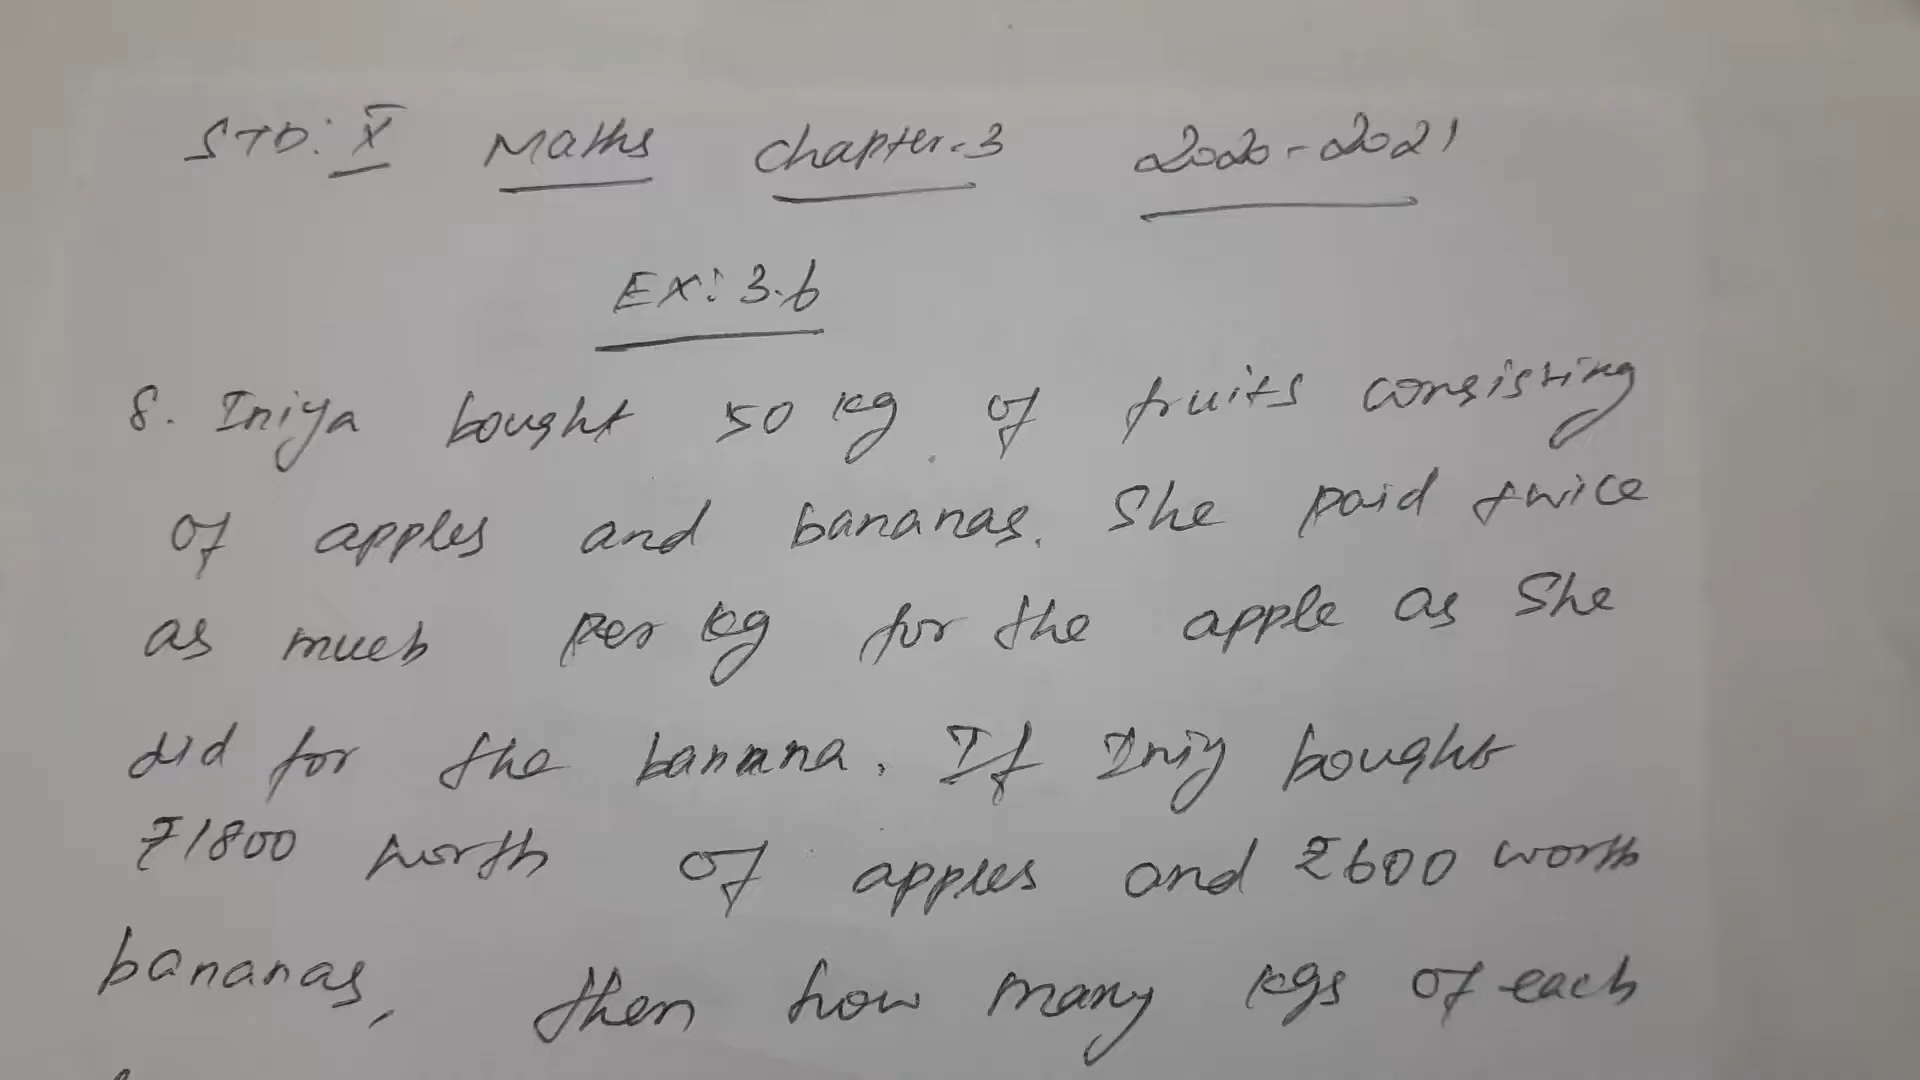 STD: X Maths Chapter-3 2020-2021
EX: 3.6
8. Iniya bought 50 kg of fruits consisting
of apples and bananas. She paid twice
as much per kg for the apple as She
did for the banana. If Iniy bought
₹1800 worth of apples and ₹600 worth
bananas, then how many kgs of each